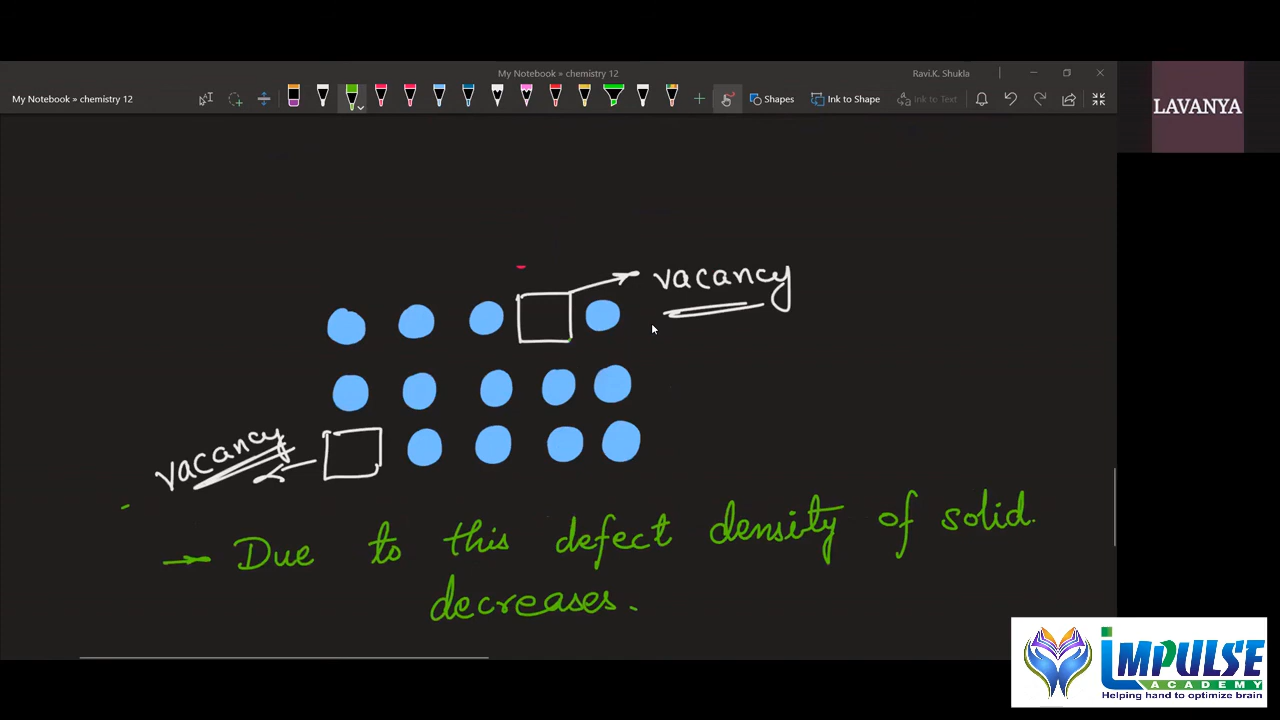 My Notebook » chemistry 12
Ravi.K. Shukla
My Notebook » chemistry 12
Shapes
Ink to Shape
Ink to Text
LAVANYA
vacancy
vacancy
→ Due to this defect density of solid.
decreases.
IMPULSE
ACADEMY
Helping hand to optimize brain